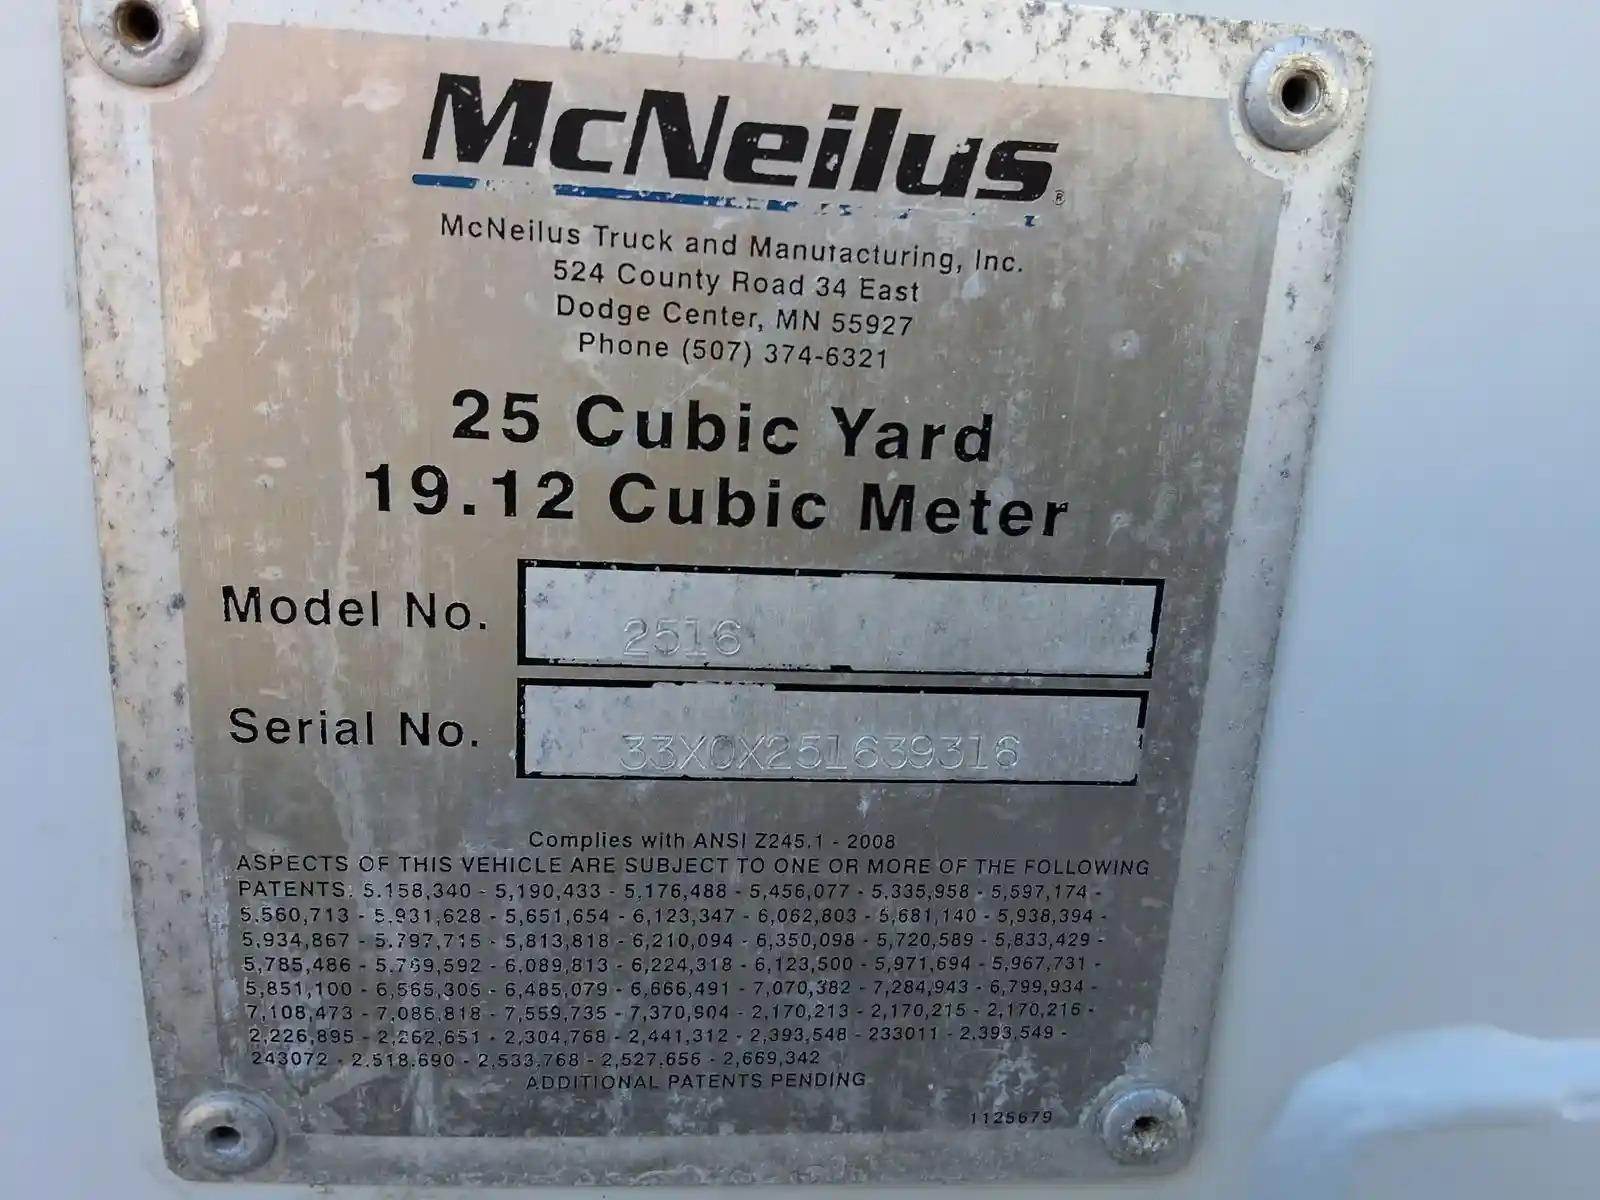 McNeilus®
McNeilus Truck and Manufacturing, Inc.
524 County Road 34 East
Dodge Center, MN 55927
Phone (507) 374-6321
25 Cubic Yard
19.12 Cubic Meter
Model No. 2516
Serial No. 33X0X251639316
Complies with ANSI Z245.1 - 2008
ASPECTS OF THIS VEHICLE ARE SUBJECT TO ONE OR MORE OF THE FOLLOWING
PATENTS: 5,158,340 - 5,190,433 - 5,176,488 - 5,456,077 - 5,335,958 - 5,597,174 -
5,560,713 - 5,931,628 - 5,651,654 - 6,123,347 - 6,062,803 - 5,681,140 - 5,938,394 -
5,934,867 - 5,797,715 - 5,813,818 - 6,210,094 - 6,350,098 - 5,720,589 - 5,833,429 -
5,785,486 - 5,769,592 - 6,089,813 - 6,224,318 - 6,123,500 - 5,971,694 - 5,967,731 -
5,851,100 - 6,565,305 - 6,485,079 - 6,666,491 - 7,070,382 - 7,284,943 - 6,799,934 -
7,108,473 - 7,086,818 - 7,559,735 - 7,370,904 - 2,170,213 - 2,170,215 - 2,170,216 -
2,226,895 - 2,262,651 - 2,304,768 - 2,441,312 - 2,393,548 - 233011 - 2,393,549 -
243072 - 2,518,690 - 2,533,768 - 2,527,656 - 2,669,342
ADDITIONAL PATENTS PENDING
1125679